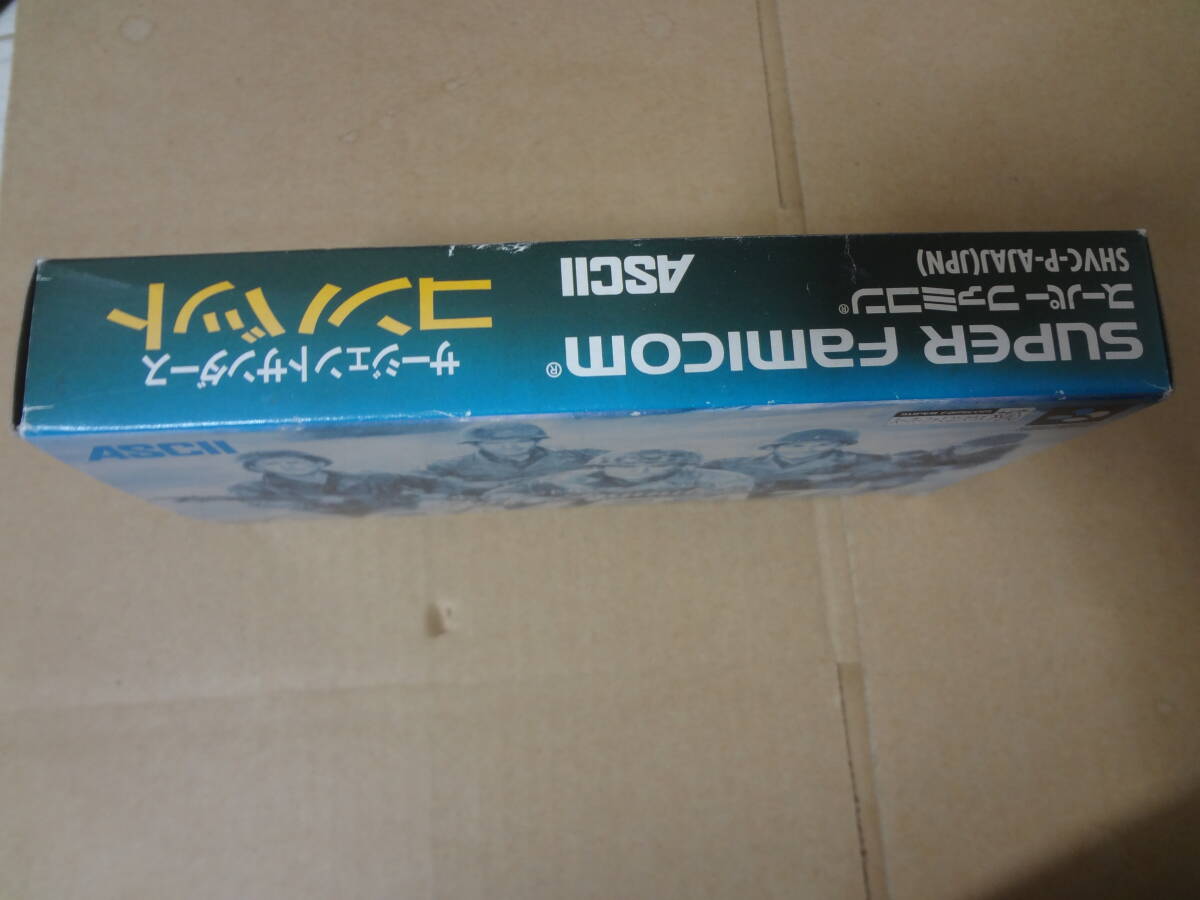 SUPER Famicom®
スーパーファミコン®
SHVC-P-AJAJ(JPN)
ASCII
サージェントサンダース
コンバット
ASCII